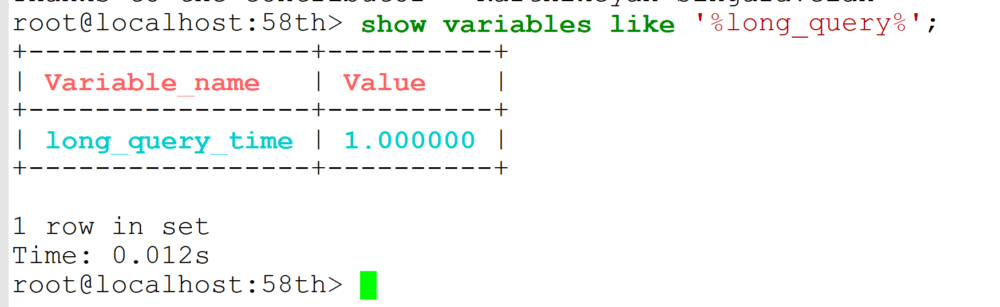 root@localhost:58th> show variables like '%long_query%';
+-----------------+----------+
| Variable_name   | Value    |
+-----------------+----------+
| long_query_time | 1.000000 |
+-----------------+----------+
1 row in set
Time: 0.012s
root@localhost:58th>